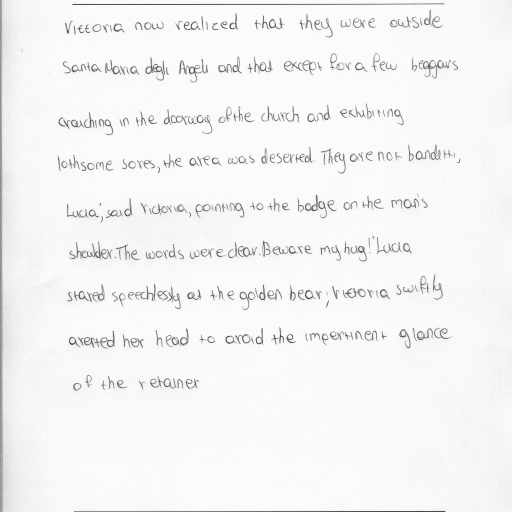 Vittoria now realized that they were outside
Santa Maria degli Angeli and that except for a few beggars
crouching in the doorway of the church and exhibiting
lothsome sores, the area was deserted. They are not banditti,
Lucia', said Victoria, pointing to the badge on the man's
shoulder. The words were clear. Beware my hug!' Lucia
stared speechlessly at the golden bear; Vittoria swiftly
averted her head to avoid the impertinent glance
of the retainer